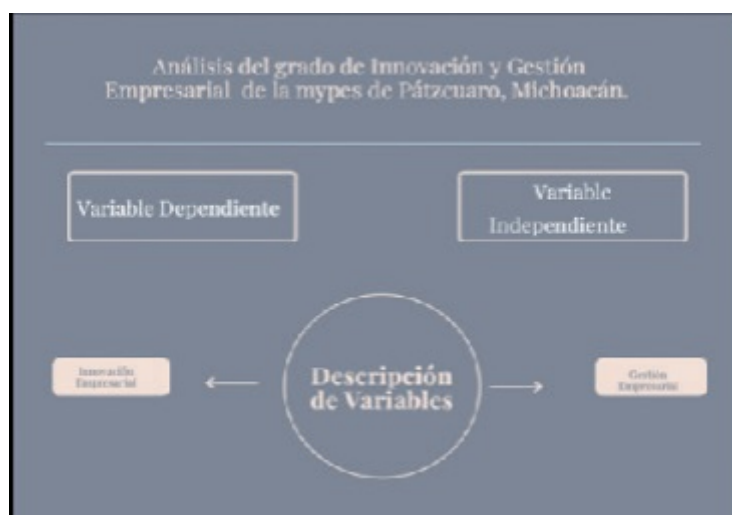 Análisis del grado de Innovación y Gestión
Empresarial de la mypes de Pátzcuaro, Michoacán.
Variable Dependiente
Variable
Independiente
Innovación
Empresarial
Descripción
de Variables
Gestión
Empresarial